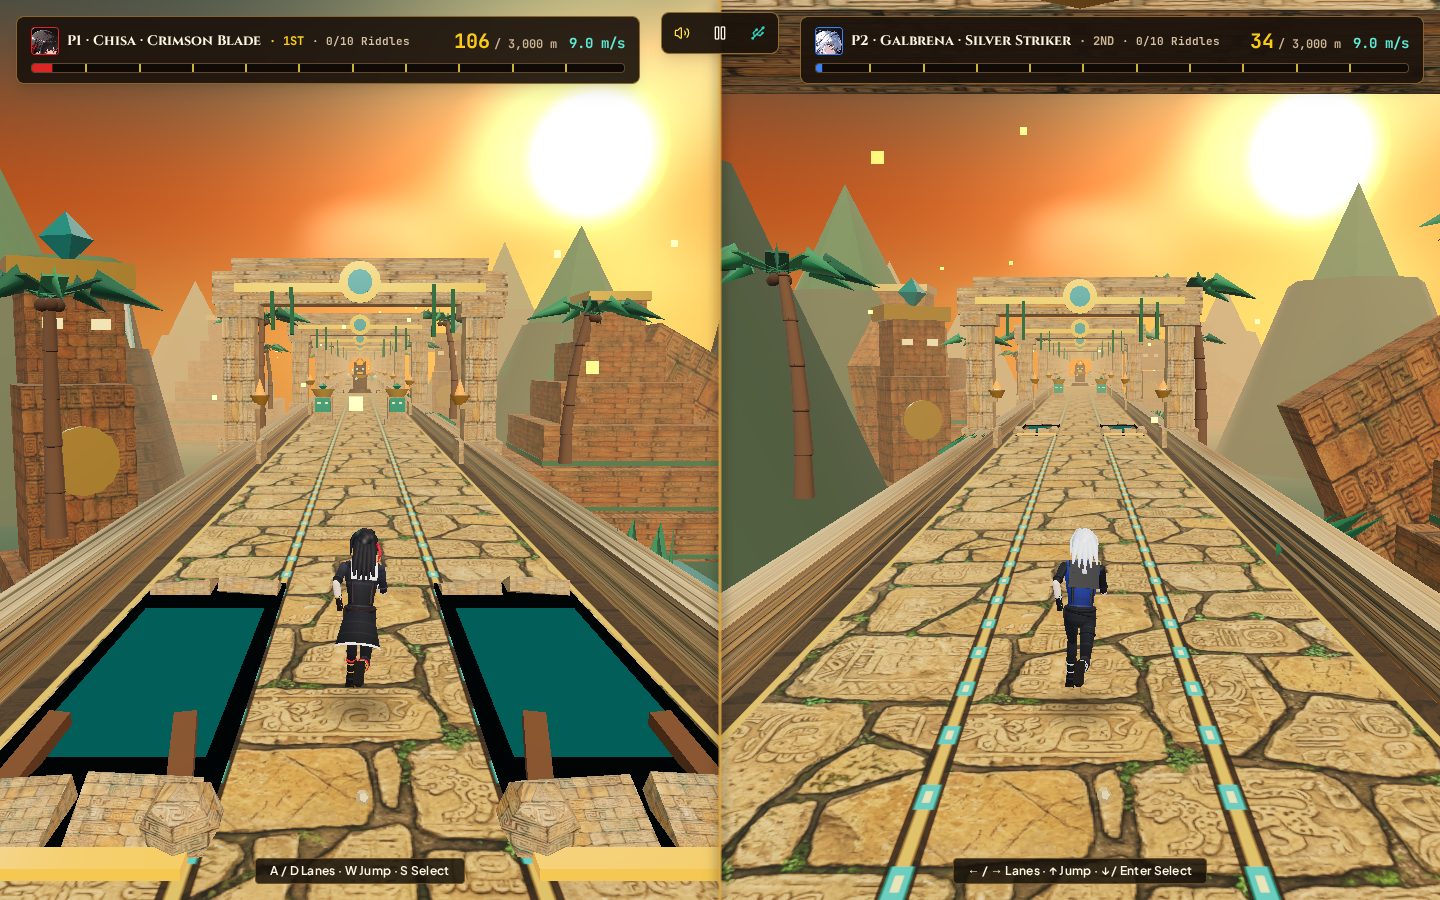 P1 · CHISA · CRIMSON BLADE · 1ST · 0/10 Riddles 106 / 3,000 m 9.0 m/s
P2 · GALBRENA · SILVER STRIKER · 2ND · 0/10 Riddles 34 / 3,000 m 9.0 m/s
A / D Lanes · W Jump · S Select
← / → Lanes · ↑ Jump · ↓ / Enter Select